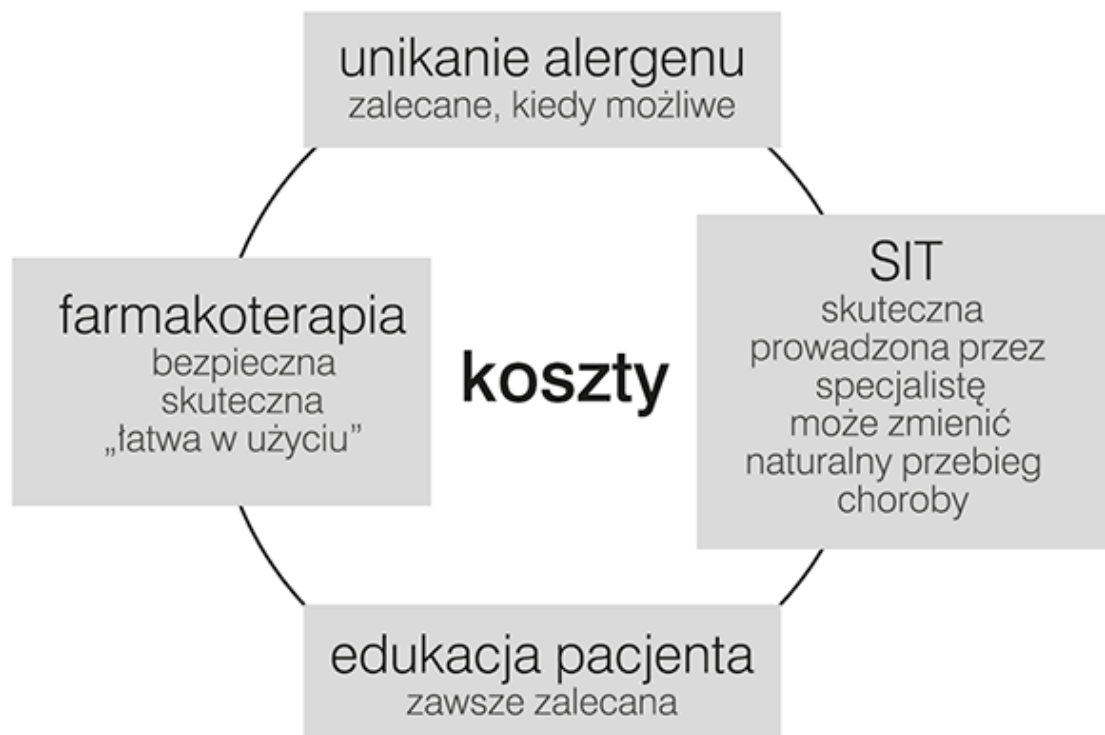 unikanie alergenu
zalecane, kiedy możliwe
farmakoterapia
bezpieczna
skuteczna
„łatwa w użyciu”
koszty
SIT
skuteczna
prowadzona przez
specjalistę
może zmienić
naturalny przebieg
choroby
edukacja pacjenta
zawsze zalecana